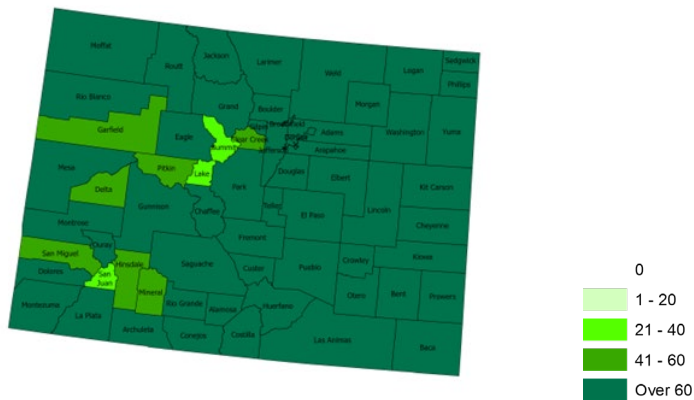 Moffat
Routt
Jackson
Larimer
Weld
Logan
Sedgwick
Phillips
Rio Blanco
Grand
Boulder
Morgan
Washington
Yuma
Garfield
Eagle
Summit
Clear Creek
Adams
Arapahoe
Mesa
Pitkin
Lake
Park
Douglas
Elbert
Kit Carson
Delta
Gunnison
Chaffee
Teller
El Paso
Lincoln
Cheyenne
Montrose
Ouray
Fremont
San Miguel
Hinsdale
Saguache
Custer
Pueblo
Crowley
Kiowa
Dolores
San
Juan
Mineral
Rio Grande
Alamosa
Huerfano
Otero
Bent
Prowers
Montezuma
La Plata
Archuleta
Conejos
Costilla
Las Animas
Baca
0
1 - 20
21 - 40
41 - 60
Over 60